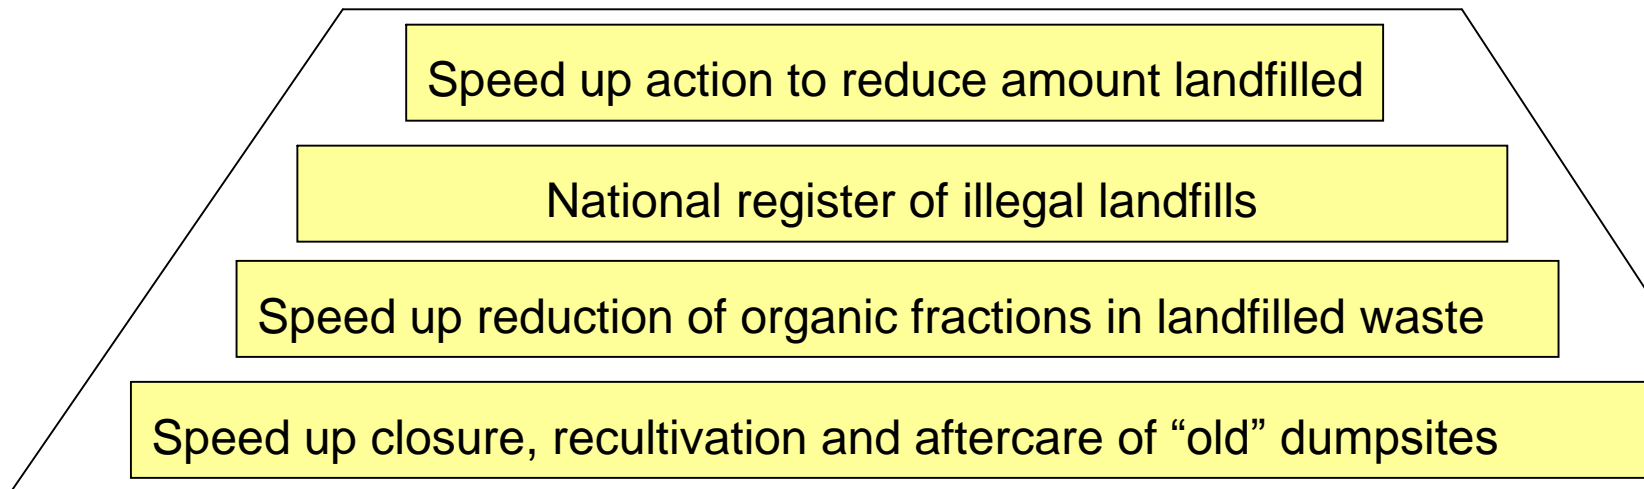 Speed up action to reduce amount landfilled
National register of illegal landfills
Speed up reduction of organic fractions in landfilled waste
Speed up closure, recultivation and aftercare of “old” dumpsites